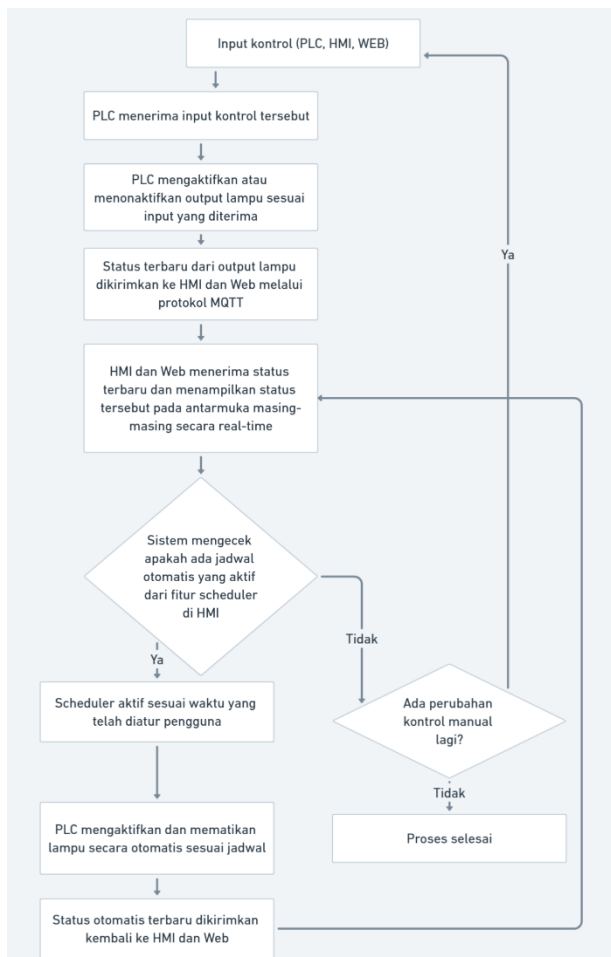 Input kontrol (PLC, HMI, WEB)
PLC menerima input kontrol tersebut
PLC mengaktifkan atau
menonaktifkan output lampu sesuai
input yang diterima
Status terbaru dari output lampu
dikirimkan ke HMI dan Web melalui
protokol MQTT
Ya
HMI dan Web menerima status
terbaru dan menampilkan status
tersebut pada antarmuka masing-
masing secara real-time
Sistem mengecek
apakah ada jadwal
otomatis yang aktif
dari fitur scheduler
di HMI
Tidak
Ya
Scheduler aktif sesuai waktu yang
telah diatur pengguna
Ada perubahan
kontrol manual
lagi?
Tidak
Proses selesai
PLC mengaktifkan dan mematikan
lampu secara otomatis sesuai jadwal
Status otomatis terbaru dikirimkan
kembali ke HMI dan Web